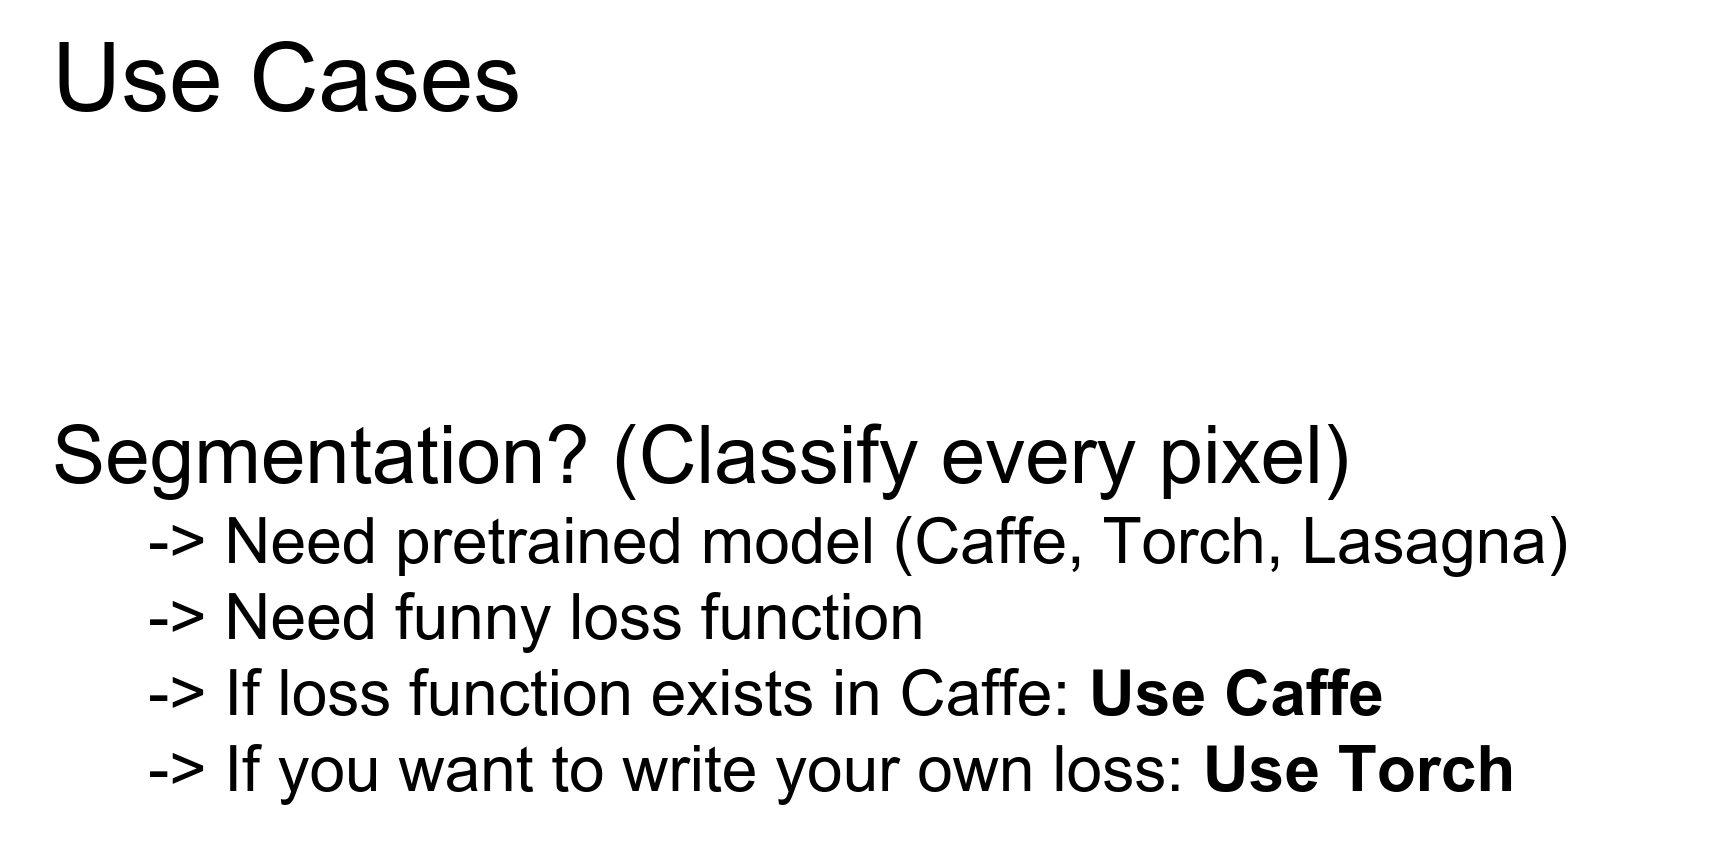 Use Cases
Segmentation? (Classify every pixel)
-> Need pretrained model (Caffe, Torch, Lasagna)
-> Need funny loss function
-> If loss function exists in Caffe: Use Caffe
-> If you want to write your own loss: Use Torch